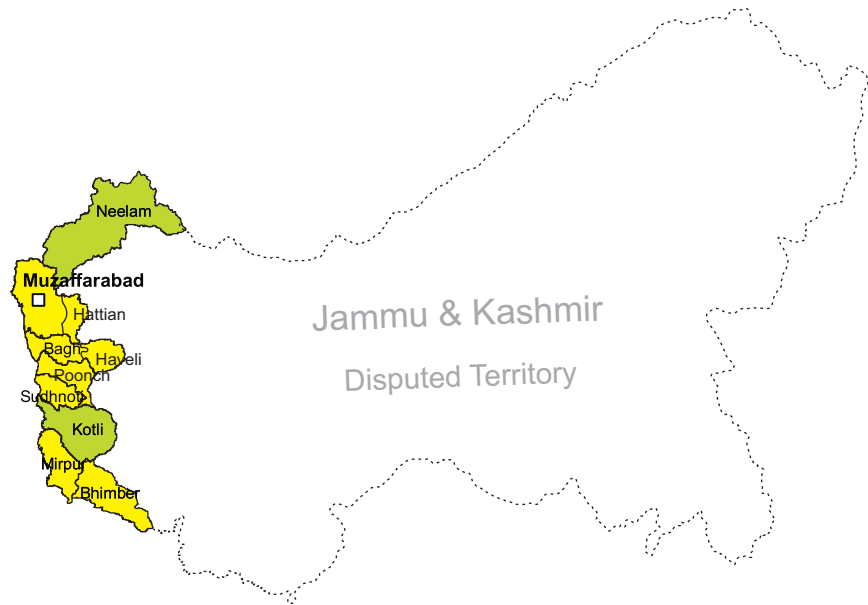 Neelam
Muzaffarabad
Hattian
Jammu & Kashmir
Bagh
Haveli
Poonch
Disputed Territory
Sudhnoti
Kotli
Mirpur
Bhimber